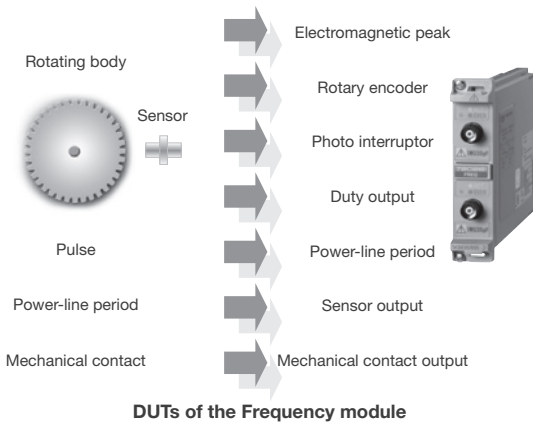 Electromagnetic peak
Rotating body
Rotary encoder
Sensor
Photo interruptor
Duty output
Pulse
Power-line period
Power-line period
Sensor output
Mechanical contact
Mechanical contact output
DUTs of the Frequency module